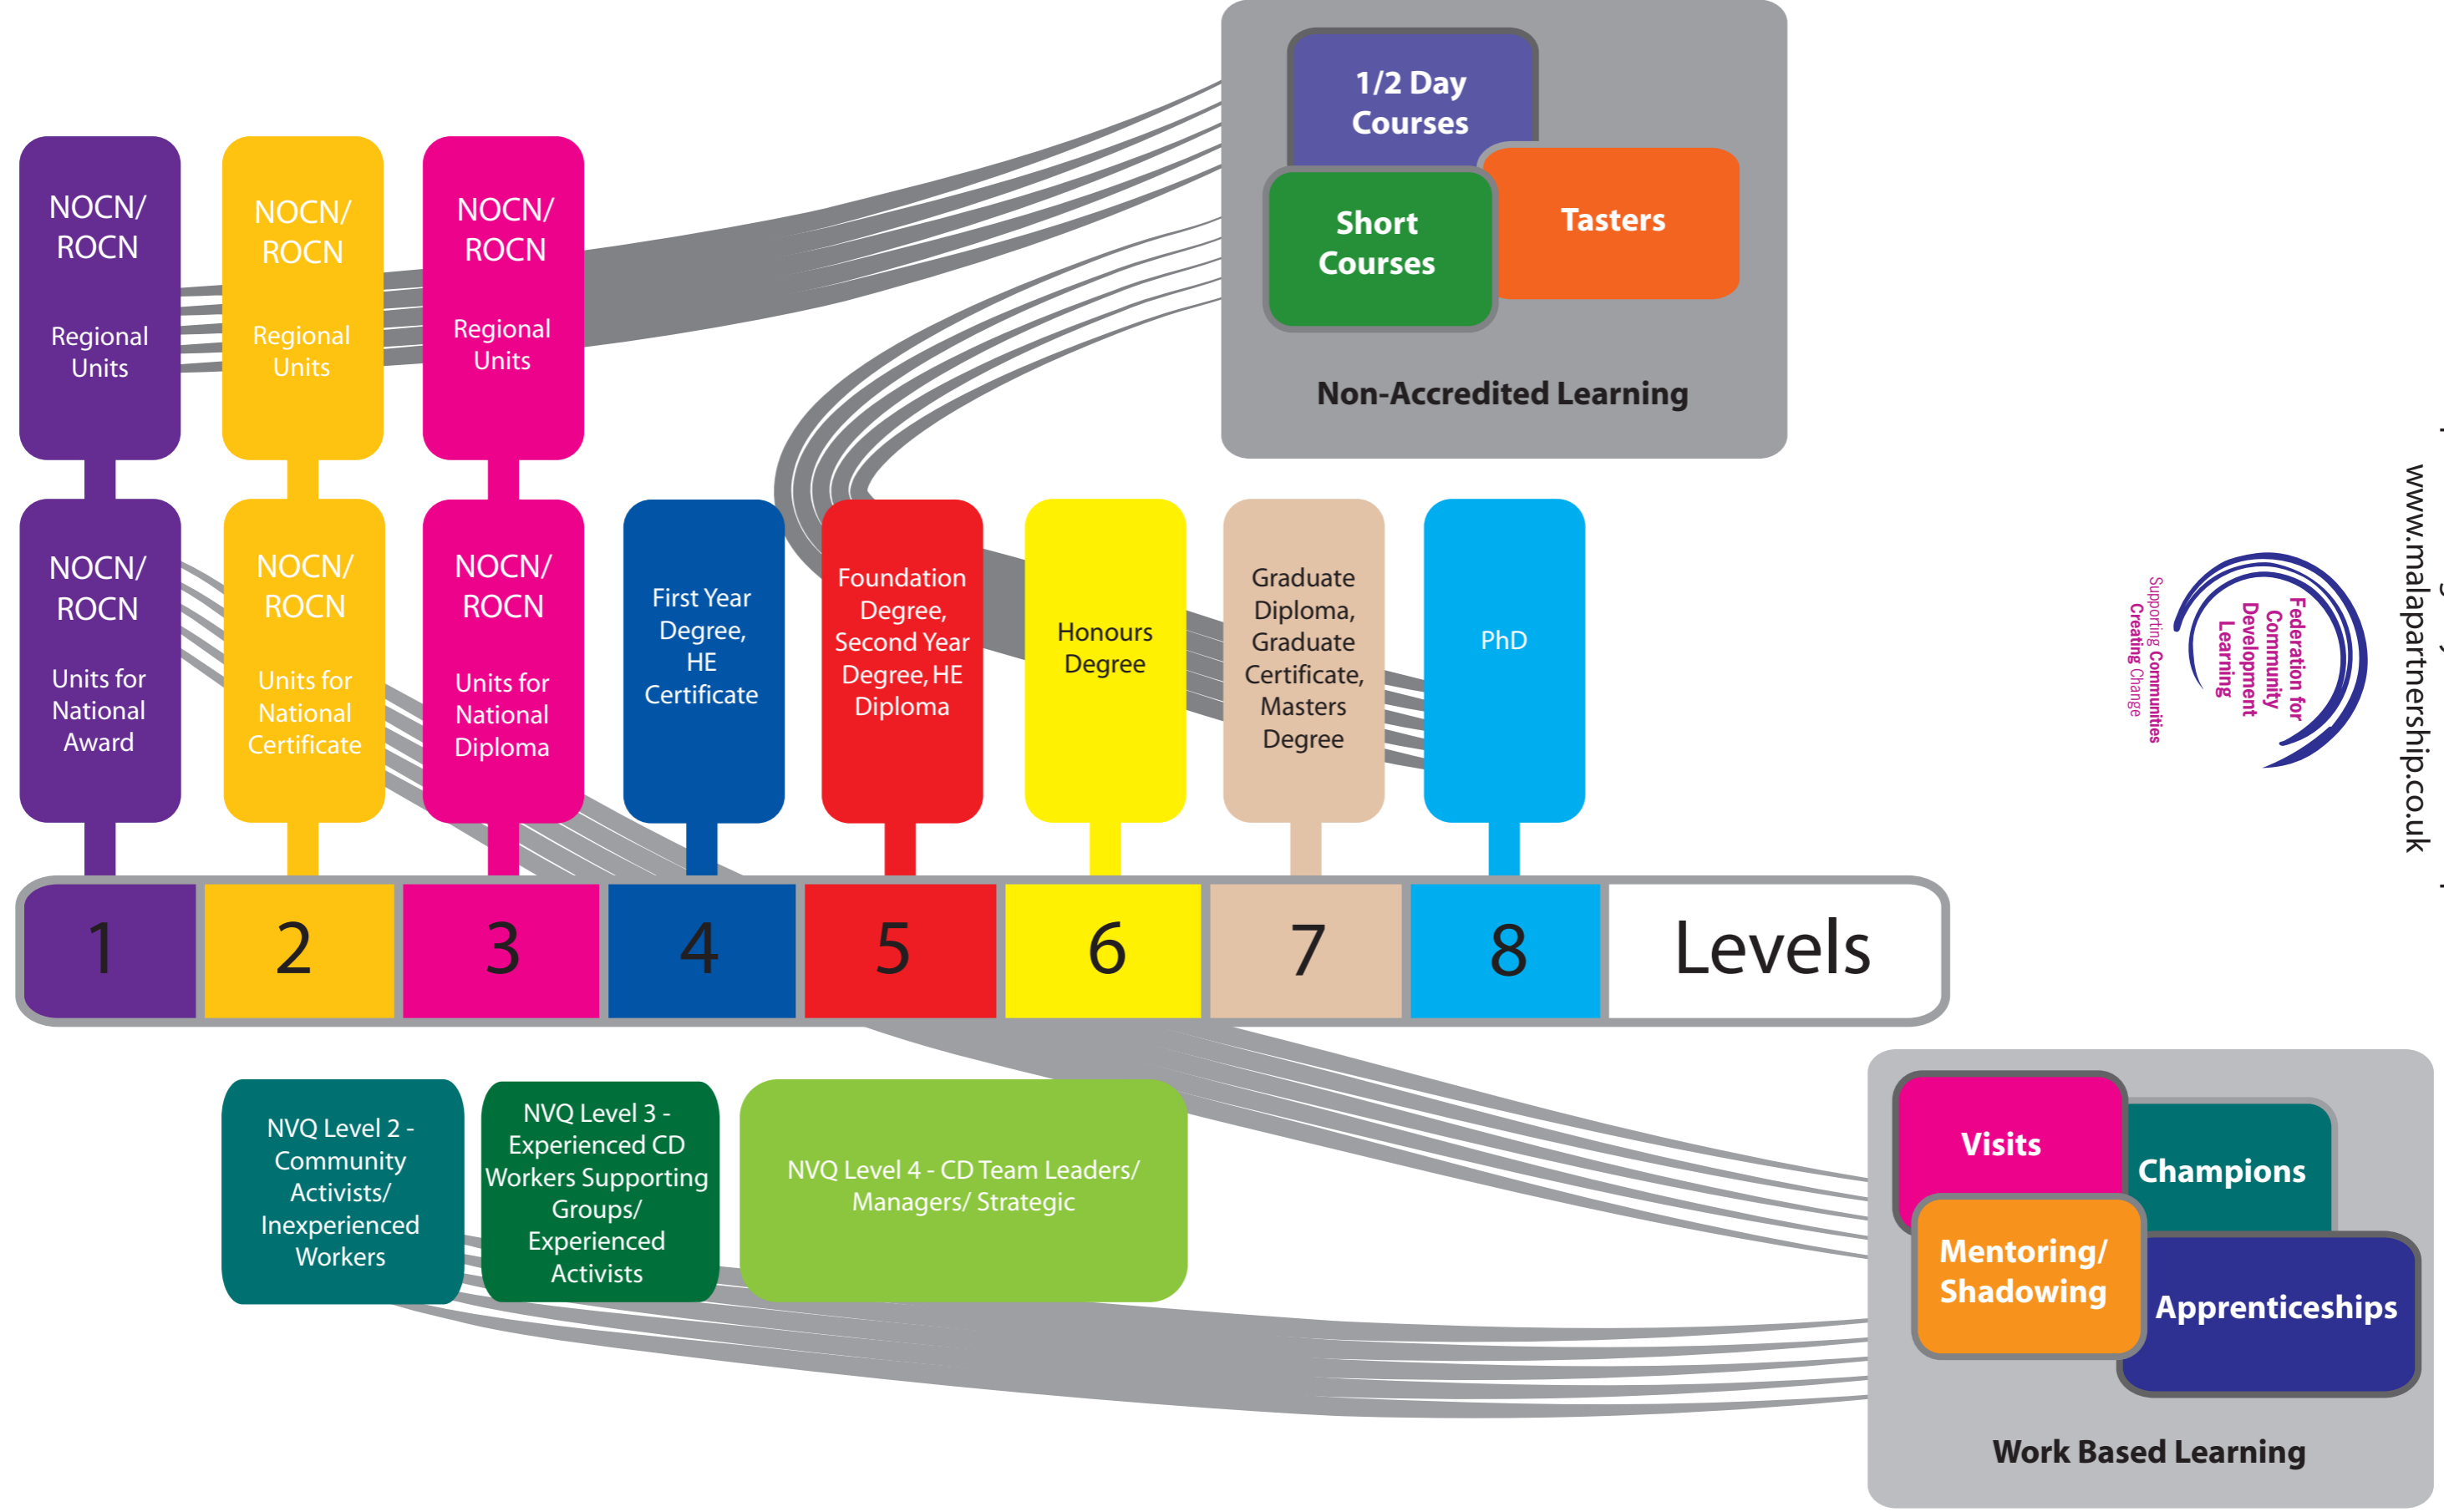 1/2 Day
Courses
Short
Courses
Tasters
Non-Accredited Learning
NOCN/
ROCN
Regional
Units
NOCN/
ROCN
Regional
Units
NOCN/
ROCN
Regional
Units
NOCN/
ROCN
Units for
National
Award
NOCN/
ROCN
Units for
National
Certificate
NOCN/
ROCN
Units for
National
Diploma
First Year
Degree,
HE
Certificate
Foundation
Degree,
Second Year
Degree, HE
Diploma
Honours
Degree
Graduate
Diploma,
Graduate
Certificate,
Masters
Degree
PhD
1
2
3
4
5
6
7
8
Levels
NVQ Level 2 -
Community
Activists/
Inexperienced
Workers
NVQ Level 3 -
Experienced CD
Workers Supporting
Groups/
Experienced
Activists
NVQ Level 4 - CD Team Leaders/
Managers/ Strategic
Visits
Champions
Mentoring/
Shadowing
Apprenticeships
Work Based Learning
www.malapartnership.co.uk
Federation for
Community
Development
Learning
Supporting Communities
Creating Change